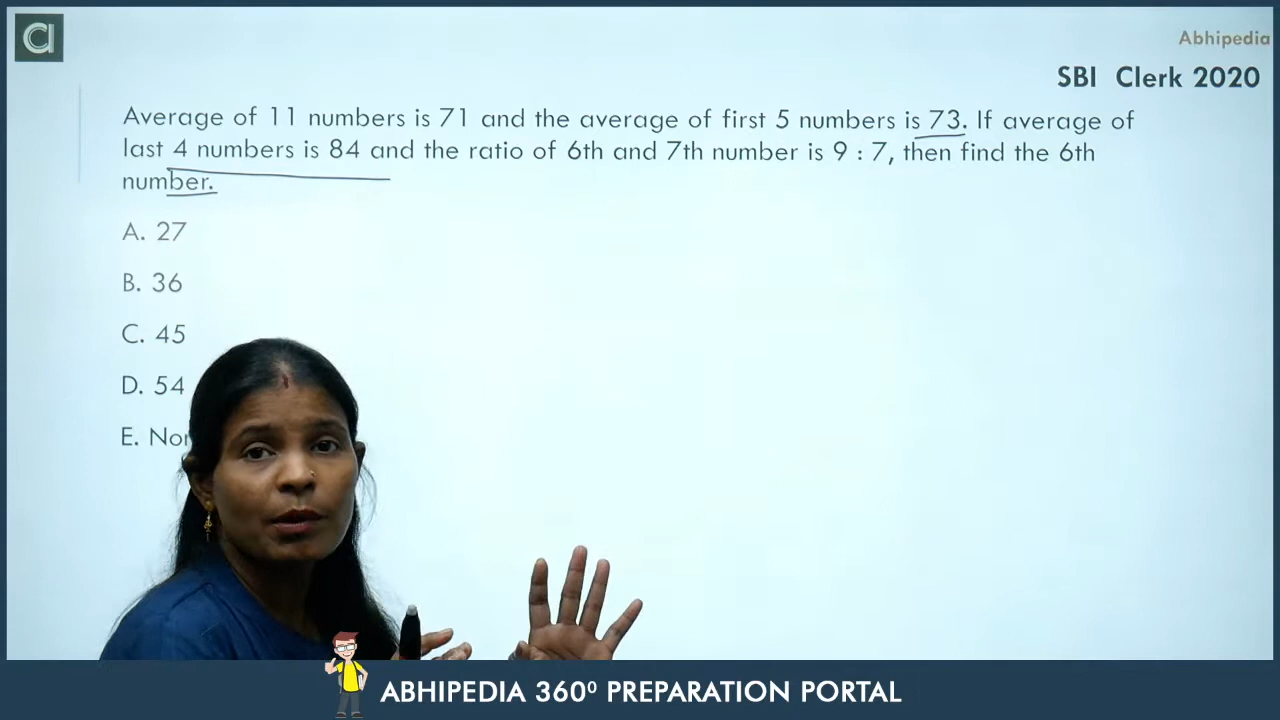 Abhipedia
SBI Clerk 2020
Average of 11 numbers is 71 and the average of first 5 numbers is 73. If average of
last 4 numbers is 84 and the ratio of 6th and 7th number is 9 : 7, then find the 6th
number.
A. 27
B. 36
C. 45
D. 54
E.
ABHIPEDIA 360⁰ PREPARATION PORTAL